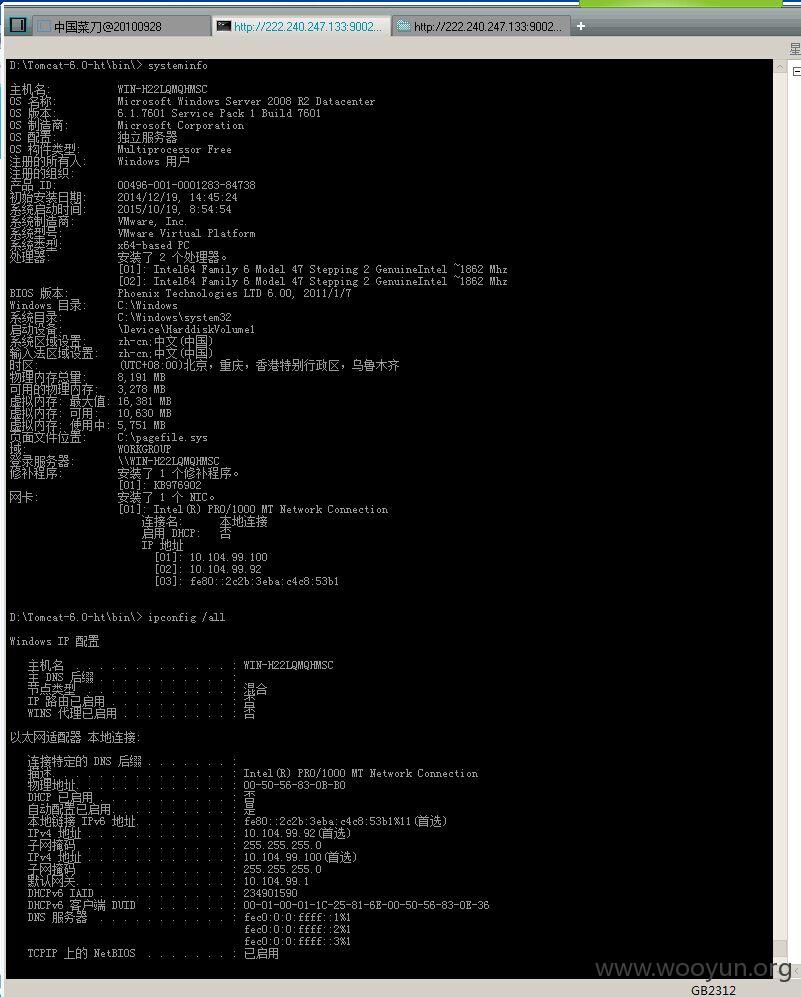 中国菜刀@20100928
http://222.240.247.133:9002...
http://222.240.247.133:9002...
+
D:\Tomcat-6.0-ht\bin\> systeminfo
主机名: WIN-H22LQMQHMSC
OS 名称: Microsoft Windows Server 2008 R2 Datacenter
OS 版本: 6.1.7601 Service Pack 1 Build 7601
OS 制造商: Microsoft Corporation
OS 配置: 独立服务器
OS 构件类型: Multiprocessor Free
注册的所有人: Windows 用户
注册的组织:
产品 ID: 00496-001-0001283-84738
初始安装日期: 2014/12/19, 14:45:24
系统启动时间: 2015/10/19, 8:54:54
系统制造商: VMware, Inc.
系统型号: VMware Virtual Platform
系统类型: x64-based PC
处理器: 安装了 2 个处理器。
[01]: Intel64 Family 6 Model 47 Stepping 2 GenuineIntel ~1862 Mhz
[02]: Intel64 Family 6 Model 47 Stepping 2 GenuineIntel ~1862 Mhz
BIOS 版本: Phoenix Technologies LTD 6.00, 2011/1/7
Windows 目录: C:\Windows
系统目录: C:\Windows\system32
启动设备: \Device\HarddiskVolume1
系统区域设置: zh-cn;中文(中国)
输入法区域设置: zh-cn;中文(中国)
时区: (UTC+08:00)北京，重庆，香港特别行政区，乌鲁木齐
物理内存总量: 8,191 MB
可用的物理内存: 3,278 MB
虚拟内存: 最大值: 16,381 MB
虚拟内存: 可用: 10,630 MB
虚拟内存: 使用中: 5,751 MB
页面文件位置: C:\pagefile.sys
域: WORKGROUP
登录服务器: \\WIN-H22LQMQHMSC
修补程序: 安装了 1 个修补程序。
[01]: KB976902
网卡: 安装了 1 个 NIC。
[01]: Intel(R) PRO/1000 MT Network Connection
连接名: 本地连接
启用 DHCP: 否
IP 地址
[01]: 10.104.99.100
[02]: 10.104.99.92
[03]: fe80::2c2b:3eba:c4c8:53b1
D:\Tomcat-6.0-ht\bin\> ipconfig /all
Windows IP 配置
主机名 . . . . . . . . . . . . . : WIN-H22LQMQHMSC
主 DNS 后缀 . . . . . . . . . . . :
节点类型 . . . . . . . . . . . . : 混合
IP 路由已启用 . . . . . . . . . . : 否
WINS 代理已启用 . . . . . . . . . : 否
以太网适配器 本地连接:
连接特定的 DNS 后缀 . . . . . . . :
描述. . . . . . . . . . . . . . . : Intel(R) PRO/1000 MT Network Connection
物理地址. . . . . . . . . . . . . : 00-50-56-83-0B-B0
DHCP 已启用 . . . . . . . . . . . : 否
自动配置已启用. . . . . . . . . . : 是
本地链接 IPv6 地址. . . . . . . . : fe80::2c2b:3eba:c4c8:53b1%11(首选)
IPv4 地址 . . . . . . . . . . . . : 10.104.99.92(首选)
子网掩码 . . . . . . . . . . . . : 255.255.255.0
IPv4 地址 . . . . . . . . . . . . : 10.104.99.100(首选)
子网掩码 . . . . . . . . . . . . : 255.255.255.0
默认网关. . . . . . . . . . . . . : 10.104.99.1
DHCPv6 IAID . . . . . . . . . . . : 234901590
DHCPv6 客户端 DUID . . . . . . . : 00-01-00-01-1C-25-81-6E-00-50-56-83-0E-36
DNS 服务器 . . . . . . . . . . . : fec0:0:0:ffff::1%1
fec0:0:0:ffff::2%1
fec0:0:0:ffff::3%1
TCPIP 上的 NetBIOS . . . . . . . : 已启用
www.wooyun.org
GB2312